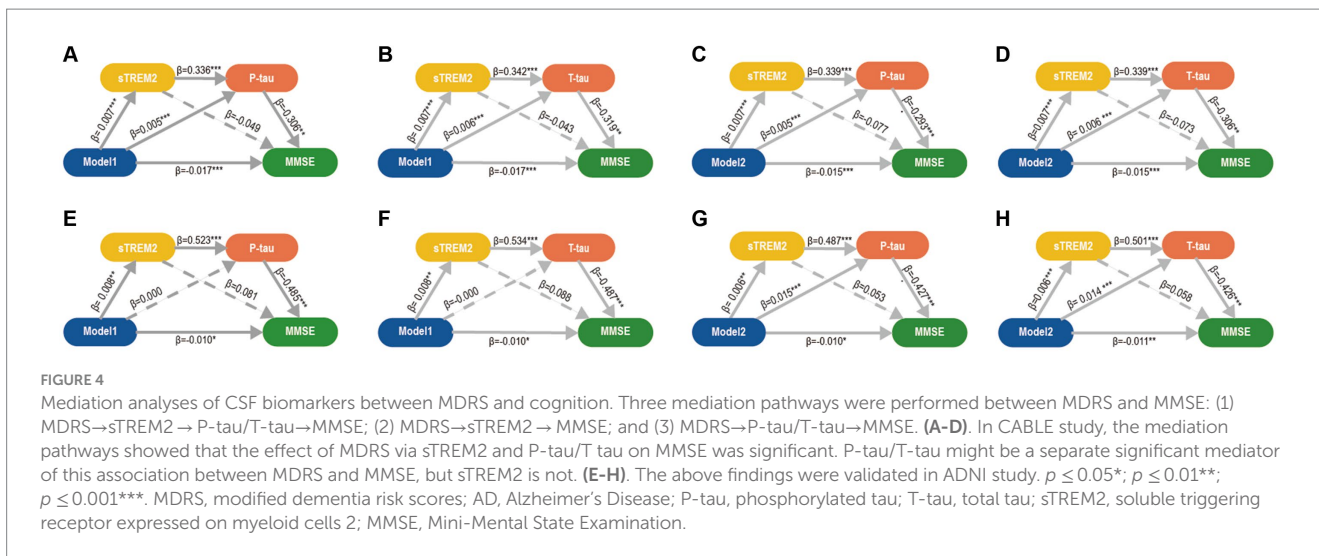 A
sTREM2
β=0.336***
P-tau
β= 0.007***
β=0.005***
β=-0.049
β=-0.306**
Model1
β=-0.017***
MMSE
B
sTREM2
β=0.342***
T-tau
β= 0.007***
β=0.006***
β=-0.043
β=-0.319**
Model1
β=-0.017***
MMSE
C
sTREM2
β=0.339***
P-tau
β= 0.007***
β=0.005***
β=-0.077
β=-0.293***
Model2
β=-0.015***
MMSE
D
sTREM2
β=0.339***
T-tau
β= 0.007***
β= 0.006 ***
β=-0.073
β=-0.306**
Model2
β=-0.015***
MMSE
E
sTREM2
β=0.523***
P-tau
β= 0.008**
β=0.000
β=0.081
β=-0.485***
Model1
β=-0.010*
MMSE
F
sTREM2
β=0.534***
T-tau
β= 0.008**
β=-0.000
β=0.088
β=-0.487***
Model1
β=-0.010*
MMSE
G
sTREM2
β=0.487***
P-tau
β= 0.006**
β=0.015***
β=0.053
β=-0.427***
Model2
β=-0.010*
MMSE
H
sTREM2
β=0.501***
T-tau
β=0.006***
β= 0.014 ***
β=0.058
β=-0.426***
Model2
β=-0.011**
MMSE
FIGURE 4
Mediation analyses of CSF biomarkers between MDRS and cognition. Three mediation pathways were performed between MDRS and MMSE: (1)
MDRS→sTREM2 → P-tau/T-tau→MMSE; (2) MDRS→sTREM2 → MMSE; and (3) MDRS→P-tau/T-tau→MMSE. (A-D). In CABLE study, the mediation
pathways showed that the effect of MDRS via sTREM2 and P-tau/T tau on MMSE was significant. P-tau/T-tau might be a separate significant mediator
of this association between MDRS and MMSE, but sTREM2 is not. (E-H). The above findings were validated in ADNI study. p ≤ 0.05*; p ≤ 0.01**;
p ≤ 0.001***. MDRS, modified dementia risk scores; AD, Alzheimer’s Disease; P-tau, phosphorylated tau; T-tau, total tau; sTREM2, soluble triggering
receptor expressed on myeloid cells 2; MMSE, Mini-Mental State Examination.